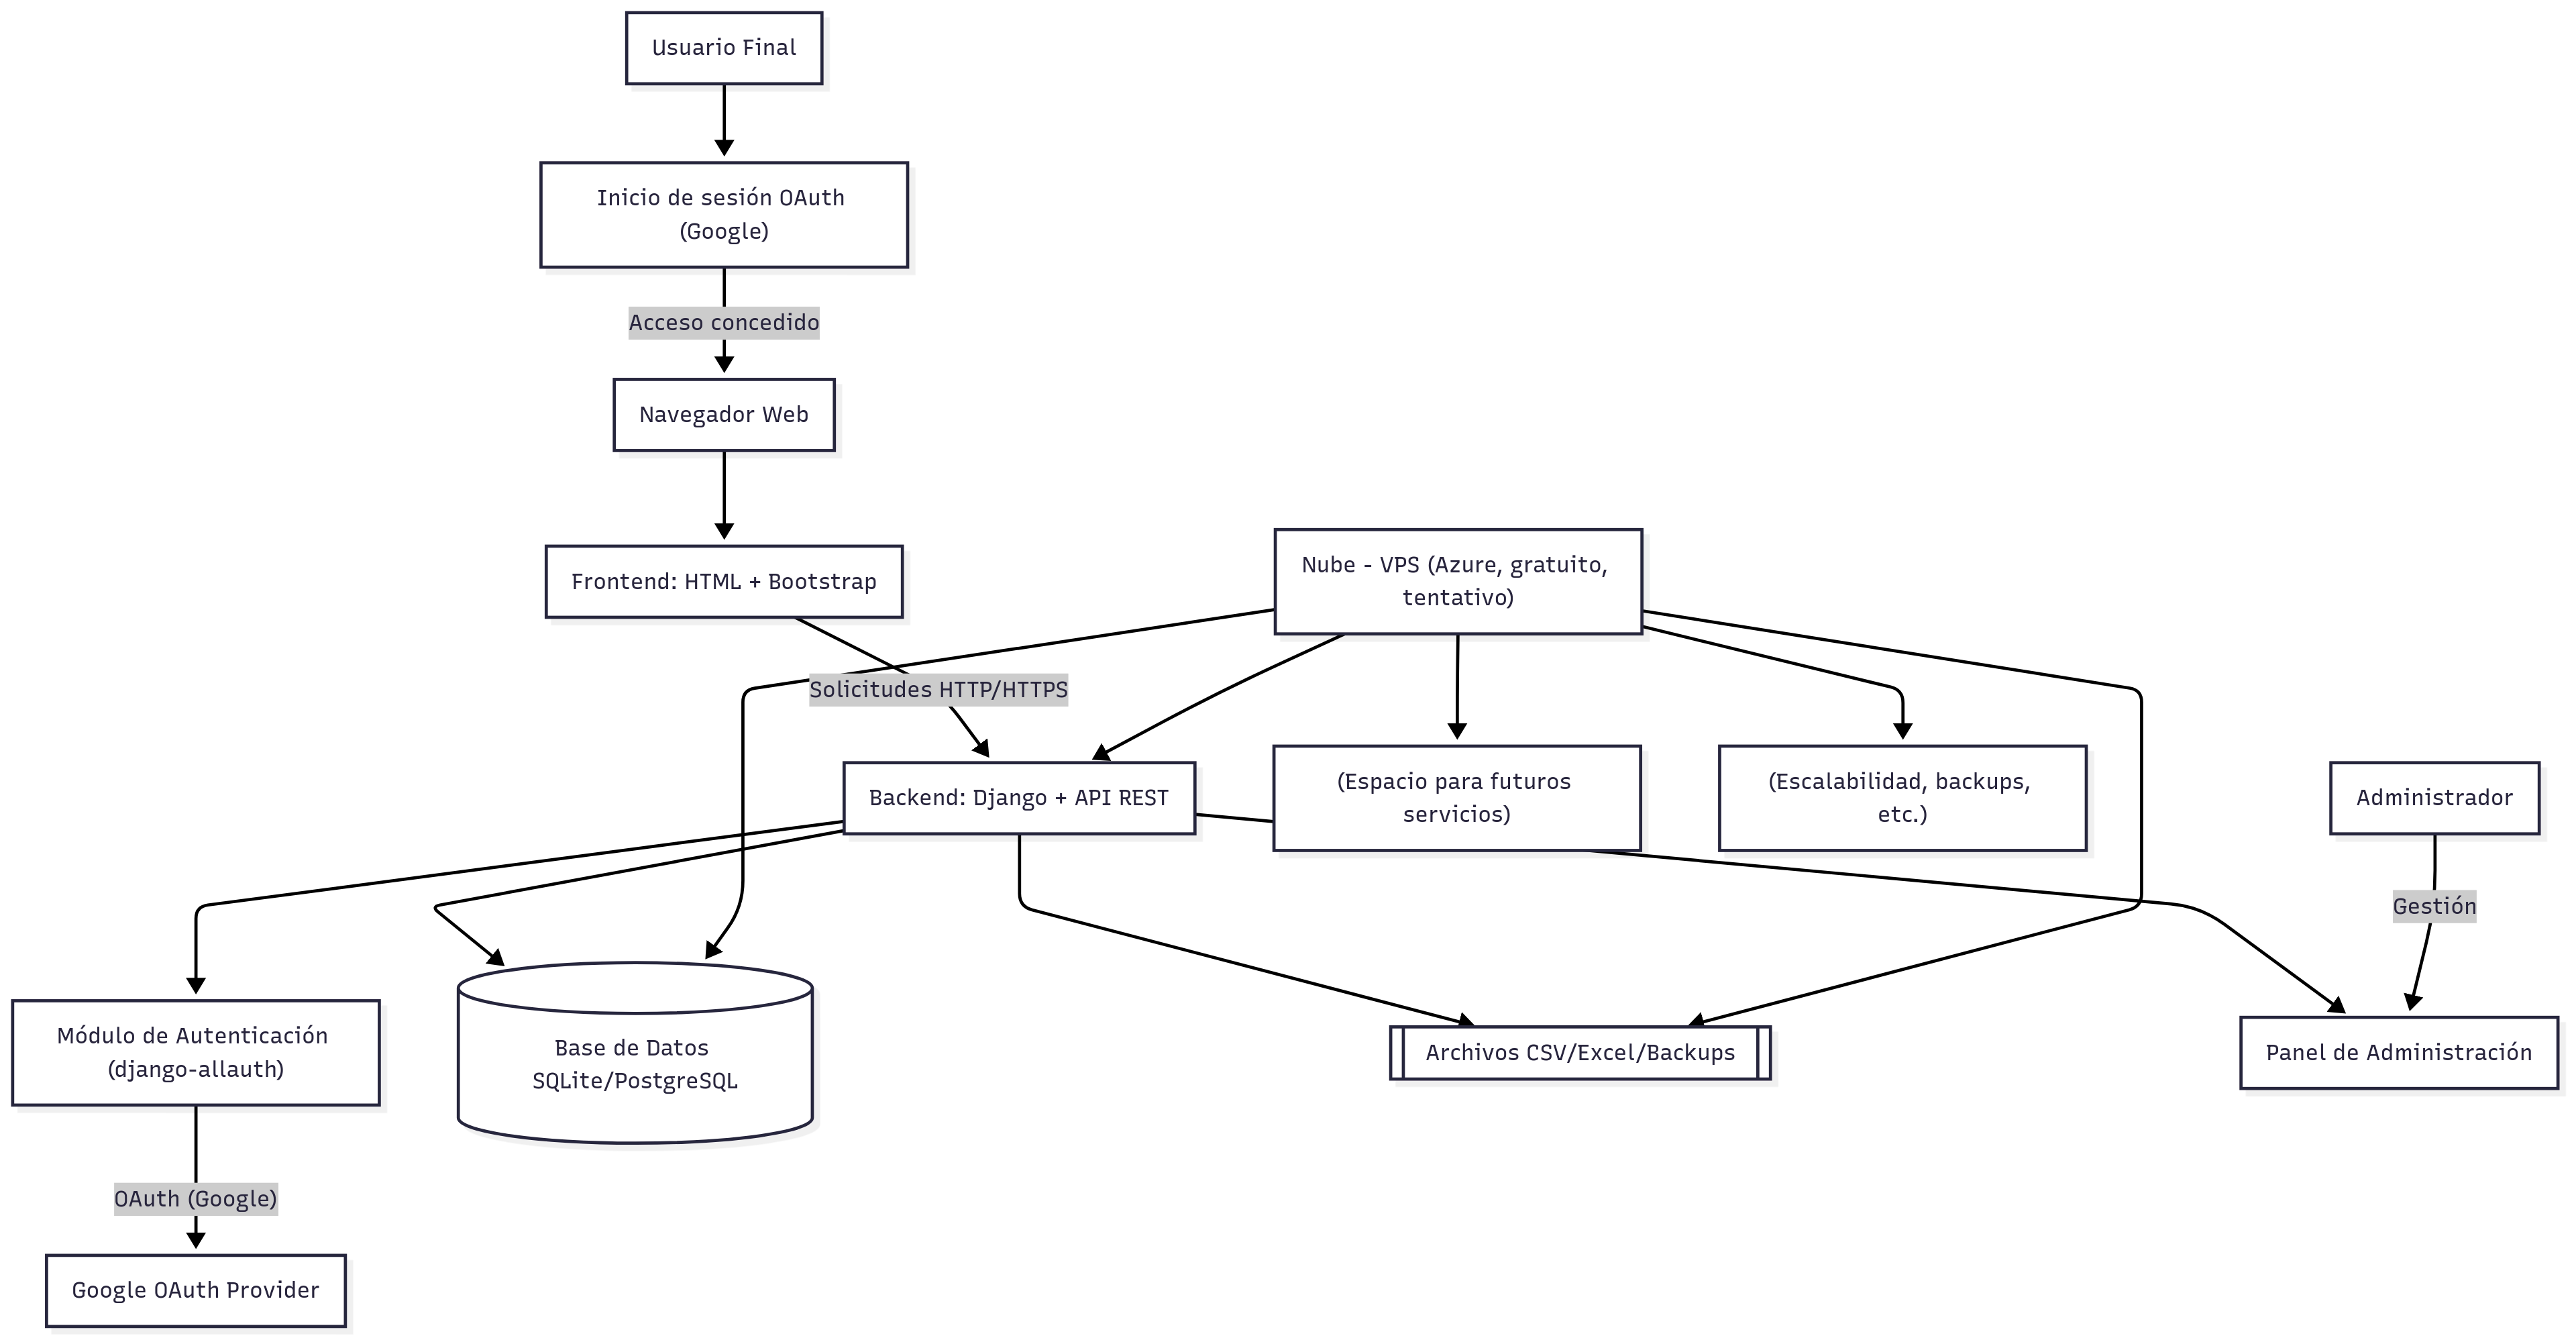 Usuario Final
Inicio de sesión OAuth
(Google)
Acceso concedido
Navegador Web
Frontend: HTML + Bootstrap
Nube - VPS (Azure, gratuito,
tentativo)
Solicitudes HTTP/HTTPS
Backend: Django + API REST
(Espacio para futuros
servicios)
(Escalabilidad, backups,
etc.)
Administrador
Gestión
Módulo de Autenticación
(django-allauth)
Base de Datos
SQLite/PostgreSQL
Archivos CSV/Excel/Backups
Panel de Administración
OAuth (Google)
Google OAuth Provider